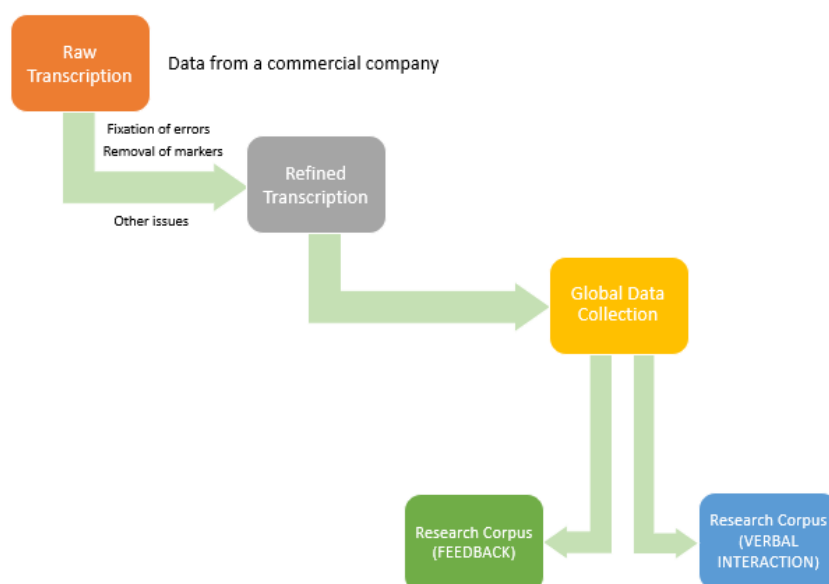 Raw
Transcription
Data from a commercial company
Fixation of errors
Removal of markers
Other issues
Refined
Transcription
Global Data
Collection
Research Corpus
(FEEDBACK)
Research Corpus
(VERBAL
INTERACTION)